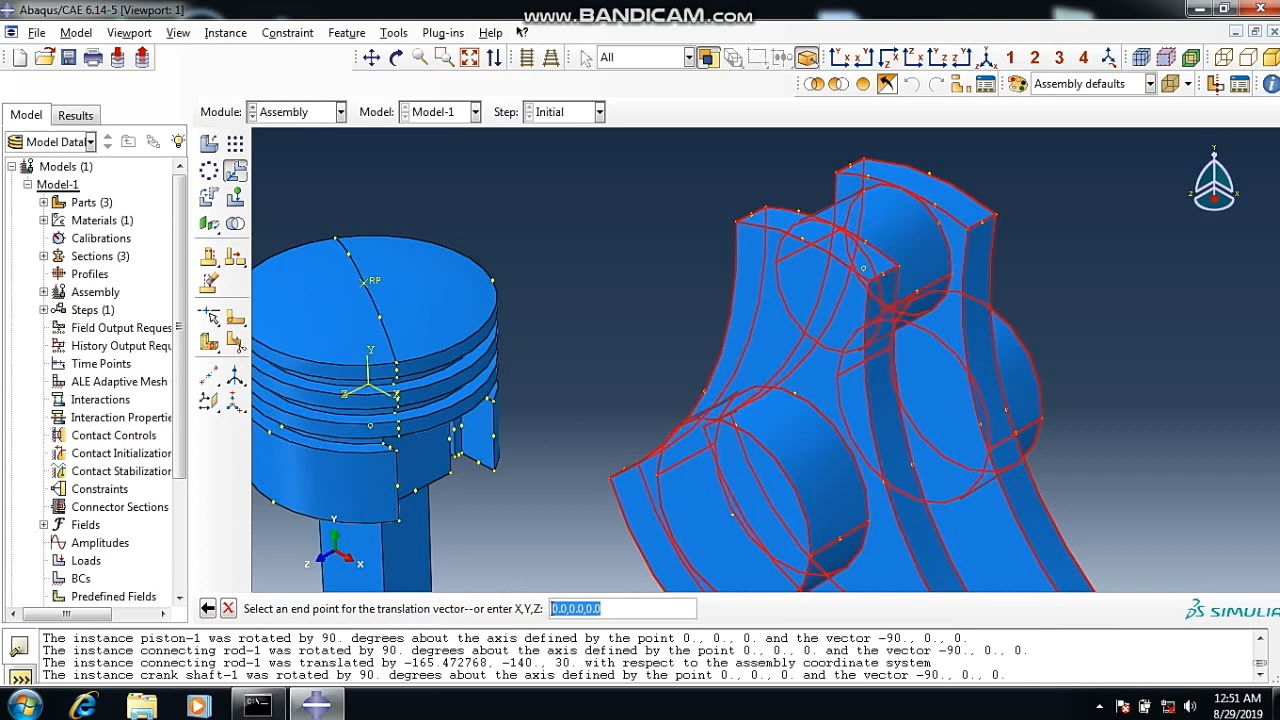 Abaqus/CAE 6.14-5 [Viewport: 1]
www.BANDICAM.com
File Model Viewport View Instance Constraint Feature Tools Plug-ins Help
All
1 2 3 4
Assembly defaults
Model Results
Module: Assembly Model: Model-1 Step: Initial
Model Data
Models (1)
Model-1
Parts (3)
Materials (1)
Calibrations
Sections (3)
Profiles
Assembly
Steps (1)
Field Output Reques
History Output Requ
Time Points
ALE Adaptive Mesh
Interactions
Interaction Properti
Contact Controls
Contact Initialization
Contact Stabilization
Constraints
Connector Sections
Fields
Amplitudes
Loads
BCs
Predefined Fields
RP
Y
Z
Y
Z X
Y
Z X
Select an end point for the translation vector--or enter X,Y,Z: 0.0,0.0,0.0
SIMULIA
The instance piston-1 was rotated by 90. degrees about the axis defined by the point 0., 0., 0. and the vector -90., 0., 0.
The instance connecting rod-1 was rotated by 90. degrees about the axis defined by the point 0., 0., 0. and the vector -90., 0., 0.
The instance connecting rod-1 was translated by -165.472768, -140., 30. with respect to the assembly coordinate system
The instance crank shaft-1 was rotated by 90. degrees about the axis defined by the point 0., 0., 0. and the vector -90., 0., 0.
12:51 AM
8/29/2019